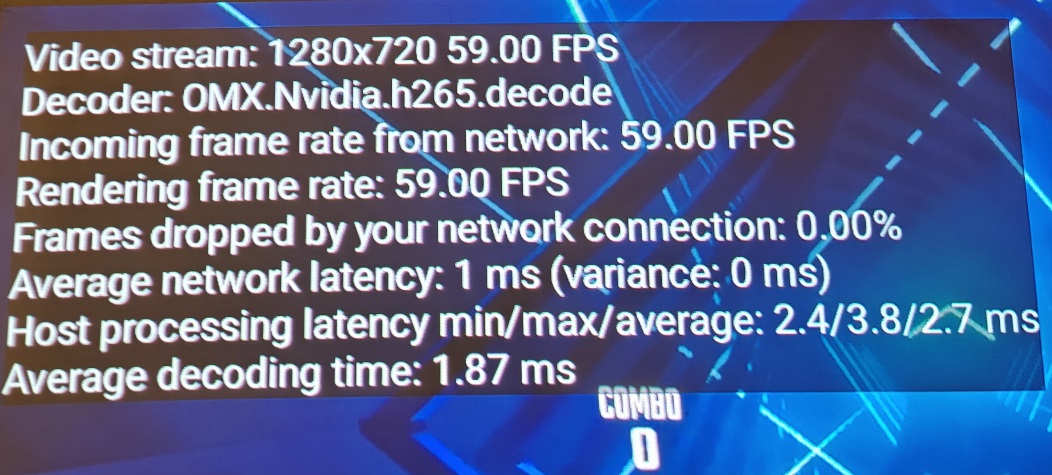 Video stream: 1280x720 59.00 FPS
Decoder: OMX.Nvidia.h265.decode
Incoming frame rate from network: 59.00 FPS
Rendering frame rate: 59.00 FPS
Frames dropped by your network connection: 0.00%
Average network latency: 1 ms (variance: 0 ms)
Host processing latency min/max/average: 2.4/3.8/2.7 ms
Average decoding time: 1.87 ms
COMBO
0